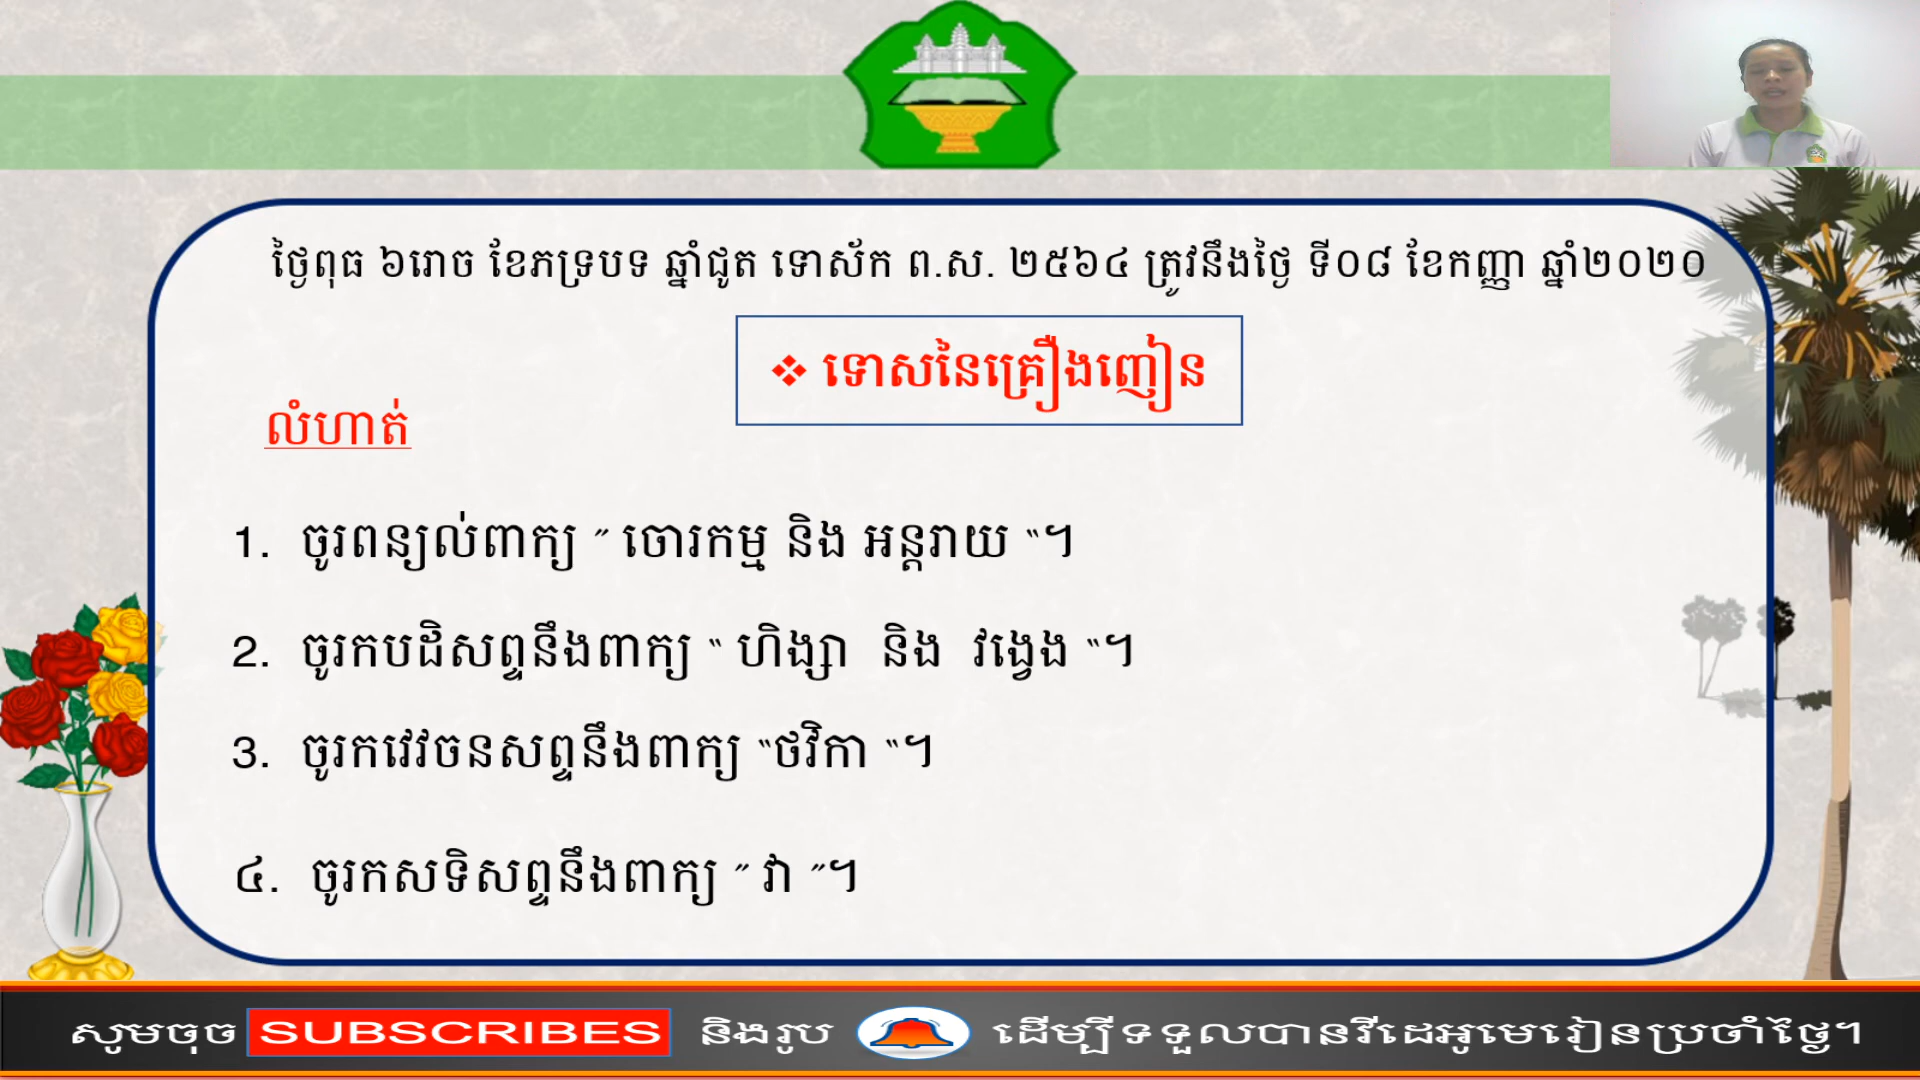 ថ្ងៃពុធ ៦រោច ខែភទ្របទ ឆ្នាំជូត ទោស័ក ព.ស. ២៥៦៤ ត្រូវនឹងថ្ងៃ ទី០៨ ខែកញ្ញា ឆ្នាំ២០២០
❖ ទោសនៃគ្រឿងញៀន
លំហាត់
1. ចូរពន្យល់ពាក្យ ˝ ចោរកម្ម និង អន្តរាយ ‟។
2. ចូរកបដិសព្ទនឹងពាក្យ ‟ ហិង្សា និង វង្វេង ‟។
3. ចូរកវេវចនសព្ទនឹងពាក្យ ‟ថវិកា ‟។
៤. ចូរកសទិសព្ទនឹងពាក្យ ˝ វា ˝។
សូមចុច SUBSCRIBES និងរូប ដើម្បីទទួលបានវីដេអូមេរៀនប្រចាំថ្ងៃ។